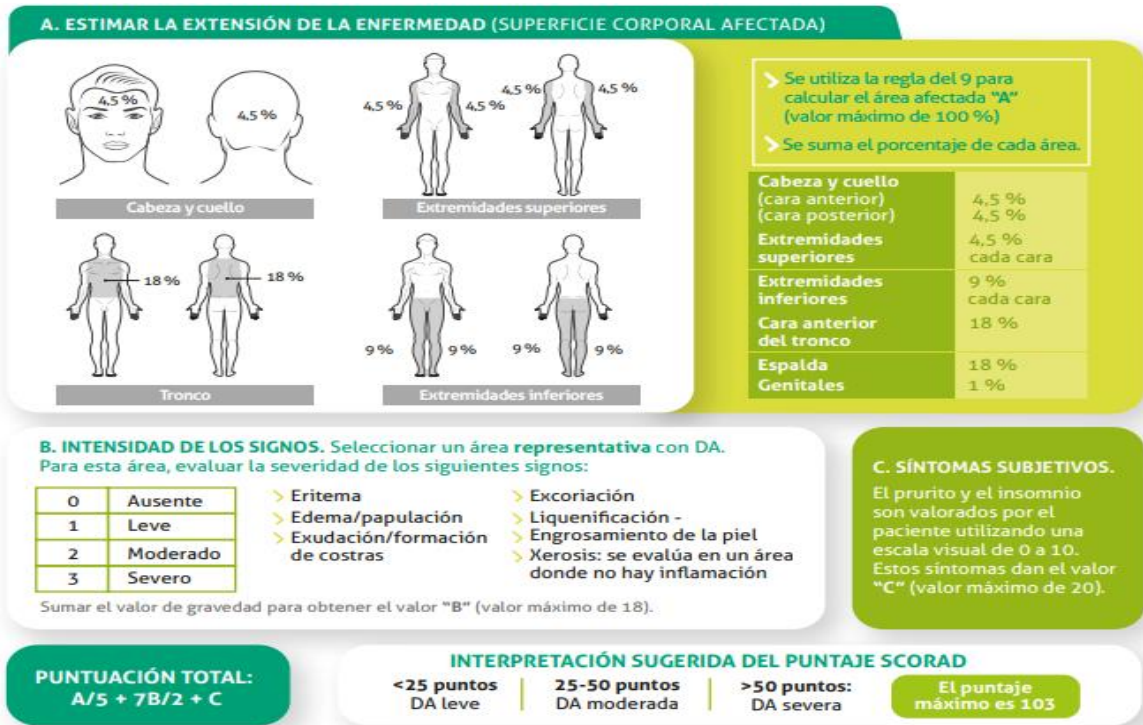 A. ESTIMAR LA EXTENSIÓN DE LA ENFERMEDAD (SUPERFICIE CORPORAL AFECTADA)
4,5 %
4,5 %
Cabeza y cuello
4,5 %
4,5 %
4,5 %
4,5 %
Extremidades superiores
18 %
18 %
Tronco
9 %
9 %
9 %
9 %
Extremidades inferiores
Se utiliza la regla del 9 para
calcular el área afectada "A"
(valor máximo de 100 %)
Se suma el porcentaje de cada área.
Cabeza y cuello
(cara anterior) 4,5 %
(cara posterior) 4,5 %
Extremidades 4,5 %
superiores cada cara
Extremidades 9 %
inferiores cada cara
Cara anterior 18 %
del tronco
Espalda 18 %
Genitales 1 %
B. INTENSIDAD DE LOS SIGNOS. Seleccionar un área representativa con DA.
Para esta área, evaluar la severidad de los siguientes signos:
0 Ausente
1 Leve
2 Moderado
3 Severo
Eritema
Edema/papulación
Exudación/formación
de costras
Excoriación
Liquenificación -
Engrosamiento de la piel
Xerosis: se evalúa en un área
donde no hay inflamación
Sumar el valor de gravedad para obtener el valor "B" (valor máximo de 18).
C. SÍNTOMAS SUBJETIVOS.
El prurito y el insomnio
son valorados por el
paciente utilizando una
escala visual de 0 a 10.
Estos síntomas dan el valor
"C" (valor máximo de 20).
PUNTUACIÓN TOTAL:
A/5 + 7B/2 + C
INTERPRETACIÓN SUGERIDA DEL PUNTAJE SCORAD
<25 puntos
DA leve
25-50 puntos
DA moderada
>50 puntos:
DA severa
El puntaje
máximo es 103